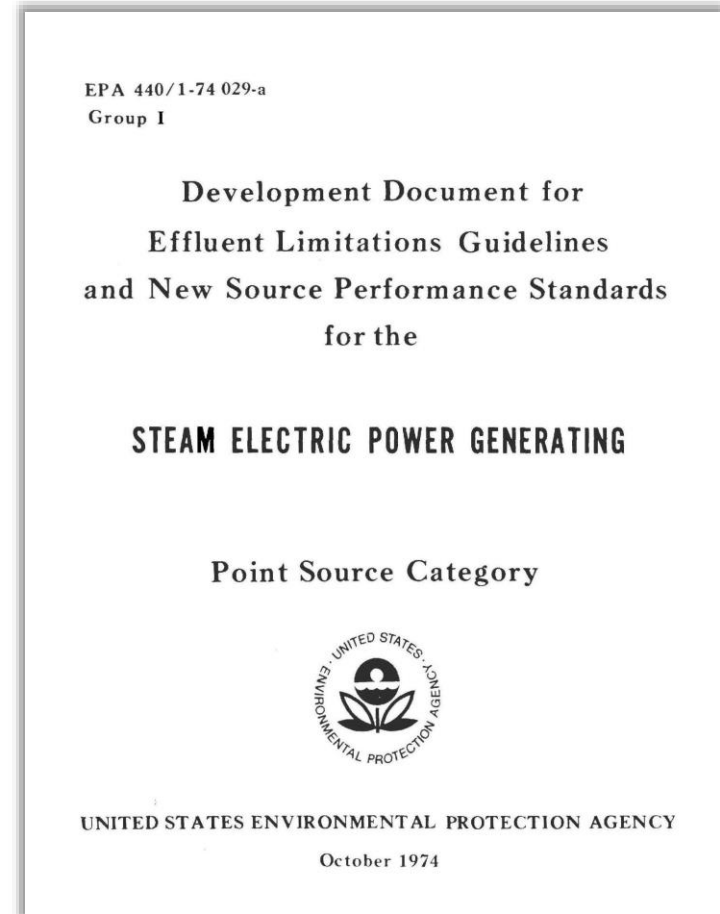 EPA 440/1-74 029-a
Group I
Development Document for
Effluent Limitations Guidelines
and New Source Performance Standards
for the
STEAM ELECTRIC POWER GENERATING
Point Source Category
UNITED STATES
ENVIRONMENTAL PROTECTION AGENCY
UNITED STATES ENVIRONMENTAL PROTECTION AGENCY
October 1974